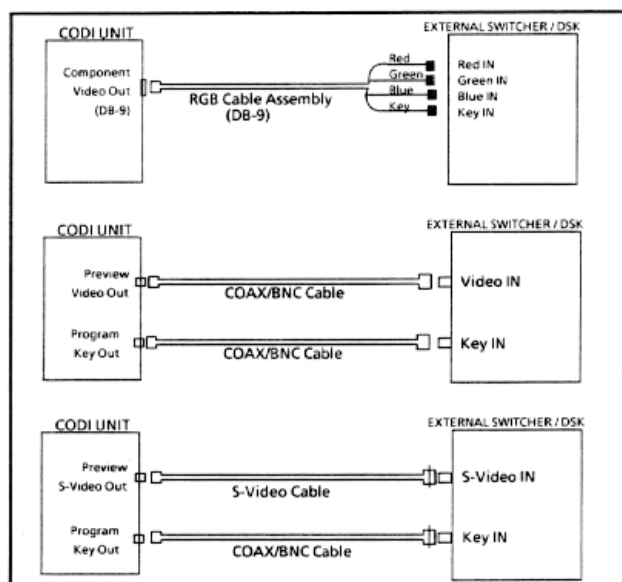 CODI UNIT
EXTERNAL SWITCHER / DSK
Component
Video Out
(DB-9)
RGB Cable Assembly
(DB-9)
Red
Green
Blue
Key
Red IN
Green IN
Blue IN
Key IN
CODI UNIT
EXTERNAL SWITCHER / DSK
Preview
Video Out
COAX/BNC Cable
Video IN
Program
Key Out
COAX/BNC Cable
Key IN
CODI UNIT
EXTERNAL SWITCHER / DSK
Preview
S-Video Out
S-Video Cable
S-Video IN
Program
Key Out
COAX/BNC Cable
Key IN